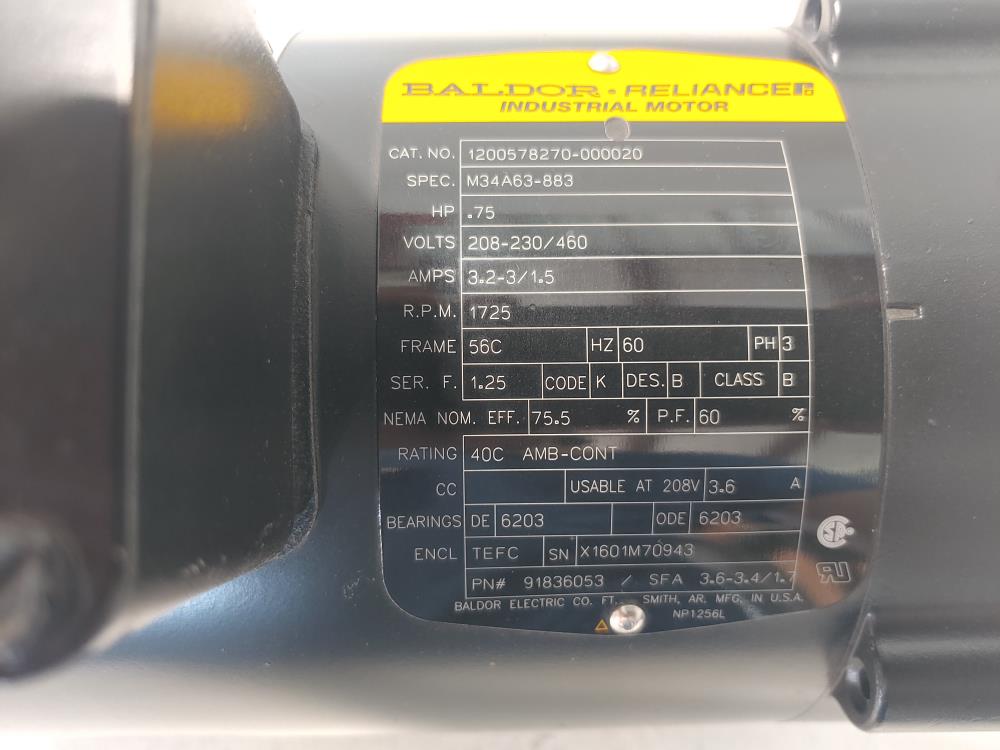 BALDOR • RELIANCE
INDUSTRIAL MOTOR
CAT. NO. 1200578270-000020
SPEC. M34A63-883
HP .75
VOLTS 208-230/460
AMPS 3.2-3/1.5
R.P.M. 1725
FRAME 56C HZ 60 PH 3
SER. F. 1.25 CODE K DES. B CLASS B
NEMA NOM. EFF. 75.5 % P.F. 60 %
RATING 40C AMB-CONT
CC USABLE AT 208V 3.6 A
BEARINGS DE 6203 ODE 6203
ENCL TEFC SN X1601M70943
PN# 91836053 / SFA 3.6-3.4/1.7
BALDOR ELECTRIC CO. FT. SMITH, AR. MFG. IN U.S.A.
NP1256L